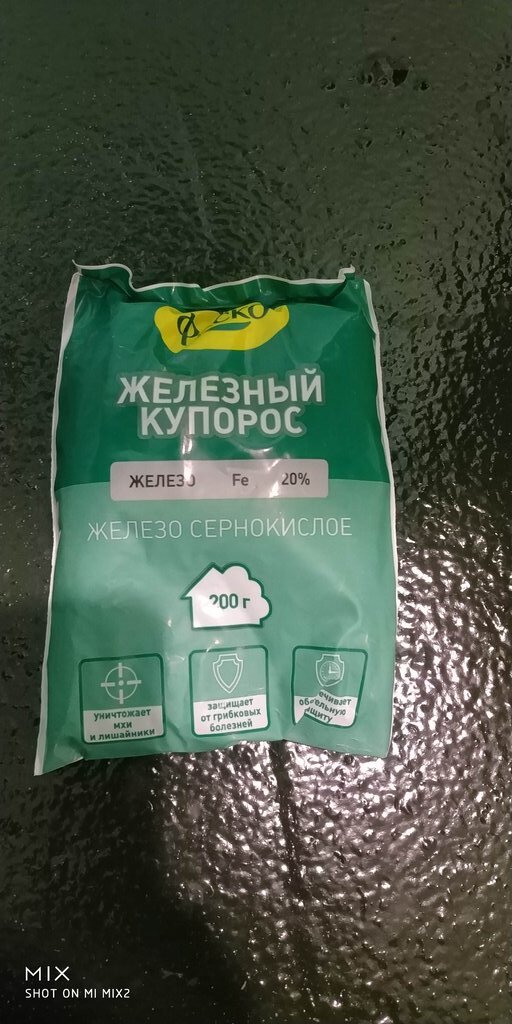 ЖЕЛЕЗНЫЙ
КУПОРОС
ЖЕЛЕЗО Fe 20%
ЖЕЛЕЗО СЕРНОКИСЛОЕ
200 г
уничтожает
мхи
и лишайники
защищает
от грибковых
болезней
MIX
SHOT ON MI MIX2